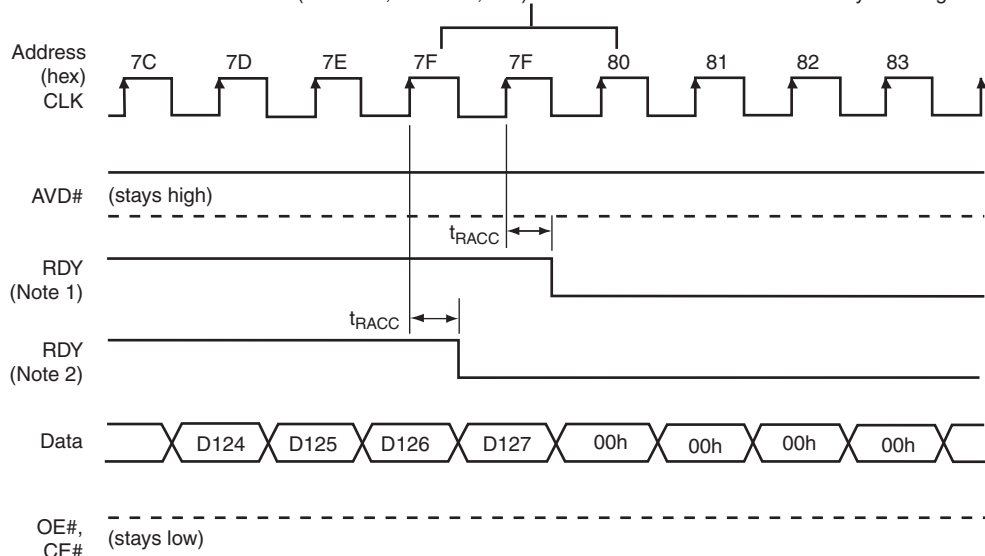 Address
(hex)
CLK
7C 7D 7E 7F 7F 80 81 82 83
AVD# (stays high)
tRACC
RDY
(Note 1)
tRACC
RDY
(Note 2)
Data D124 D125 D126 D127 00h 00h 00h 00h
OE#,
CE#
(stays low)